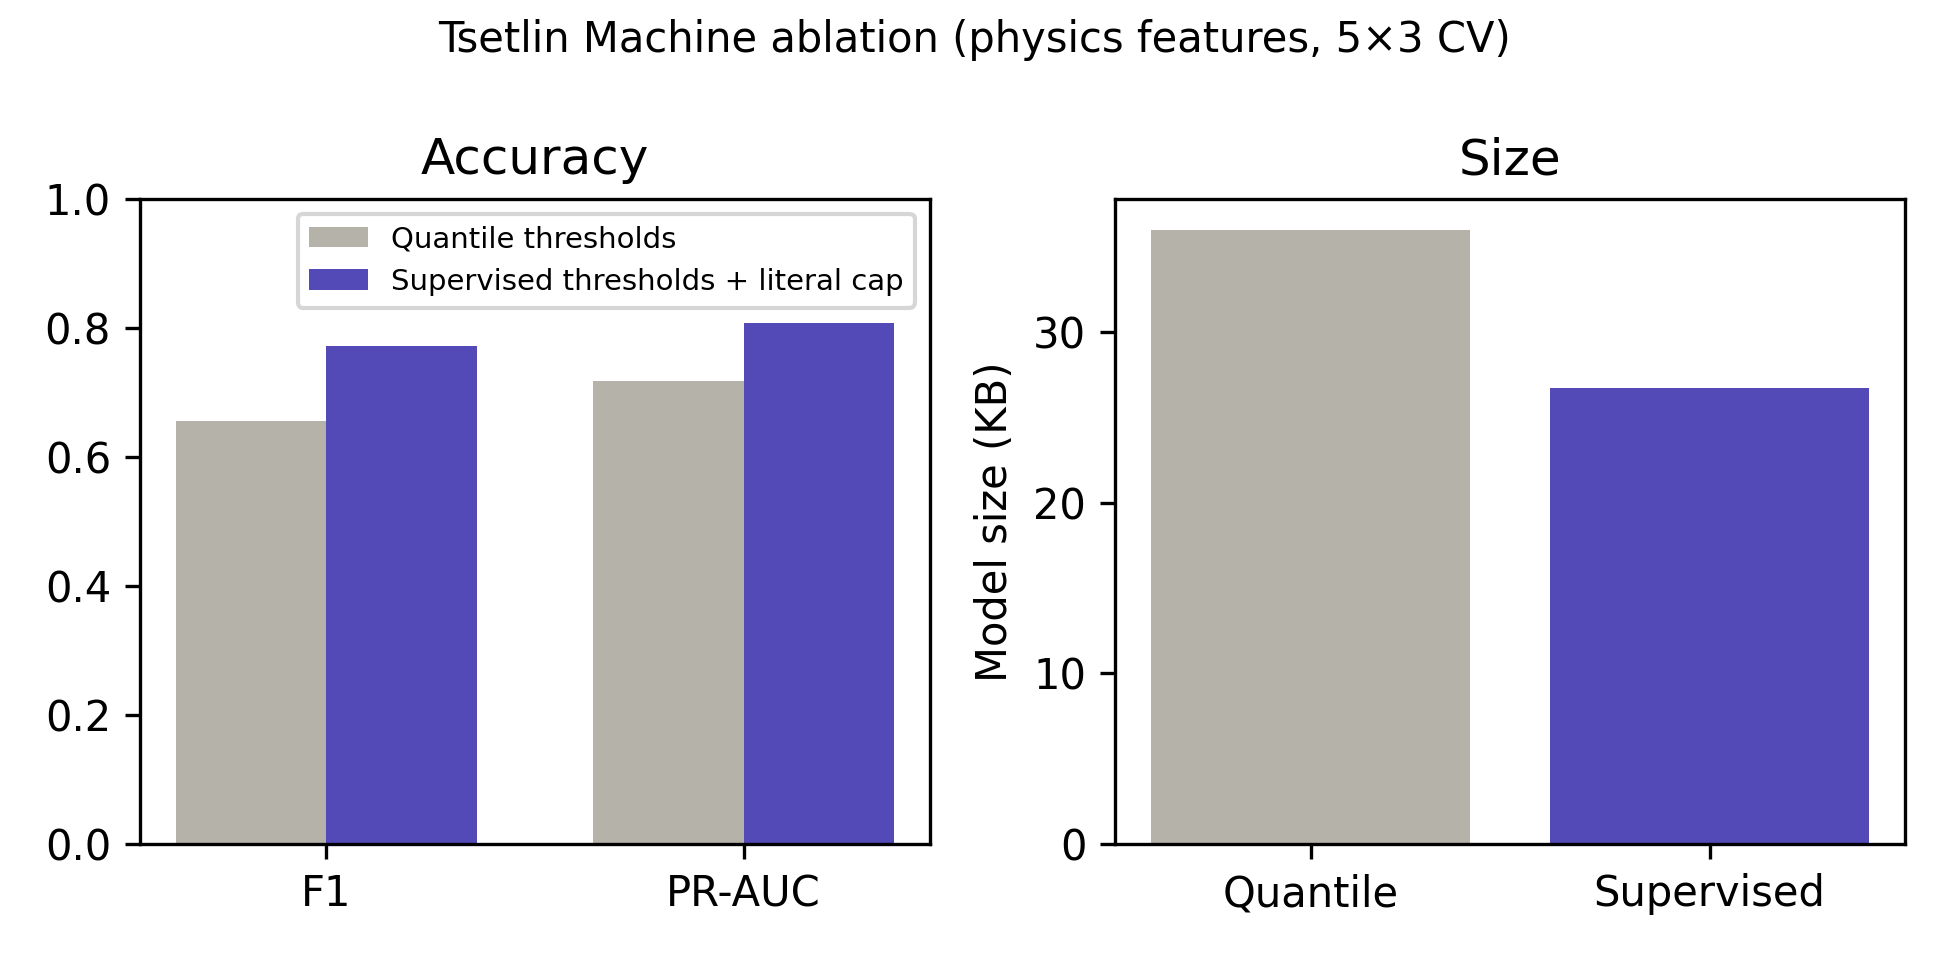 Tsetlin Machine ablation (physics features, 5×3 CV)
Accuracy
1.0
0.8
0.6
0.4
0.2
0.0
Quantile thresholds
Supervised thresholds + literal cap
F1
PR-AUC
Size
Model size (KB)
30
20
10
0
Quantile
Supervised